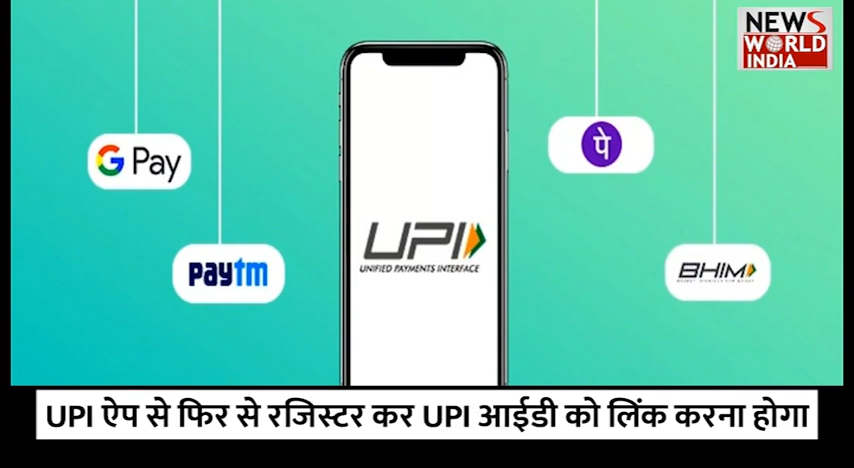 NEWS
WORLD
INDIA
G Pay
पे
UPI
UNIFIED PAYMENTS INTERFACE
paytm
BHIM
UPI ऐप से फिर से रजिस्टर कर UPI आईडी को लिंक करना होगा